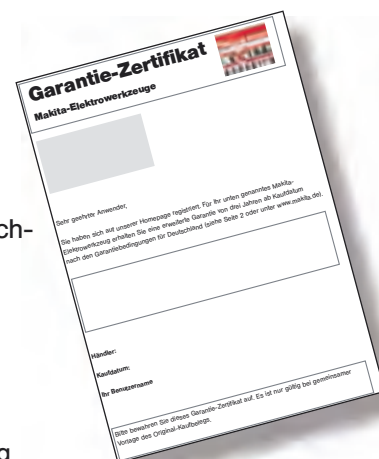 Garantie-Zertifikat
Makita-Elektrowerkzeuge
Sehr geehrter Anwender,
ch-
Sie haben sich auf unserer Homepage registriert. Für Ihr unten genanntes Makita-
Elektrowerkzeug erhalten Sie eine erweiterte Garantie von drei Jahren ab Kaufdatum
nach den Garantiebedingungen für Deutschland (siehe Seite 2 oder unter www.makita.de).
Händler:
Kaufdatum:
Ihr Benutzername
Bitte bewahren Sie dieses Garantie-Zertifikat auf. Es ist nur gültig bei gemeinsamer
Vorlage des Original-Kaufbelegs.
g